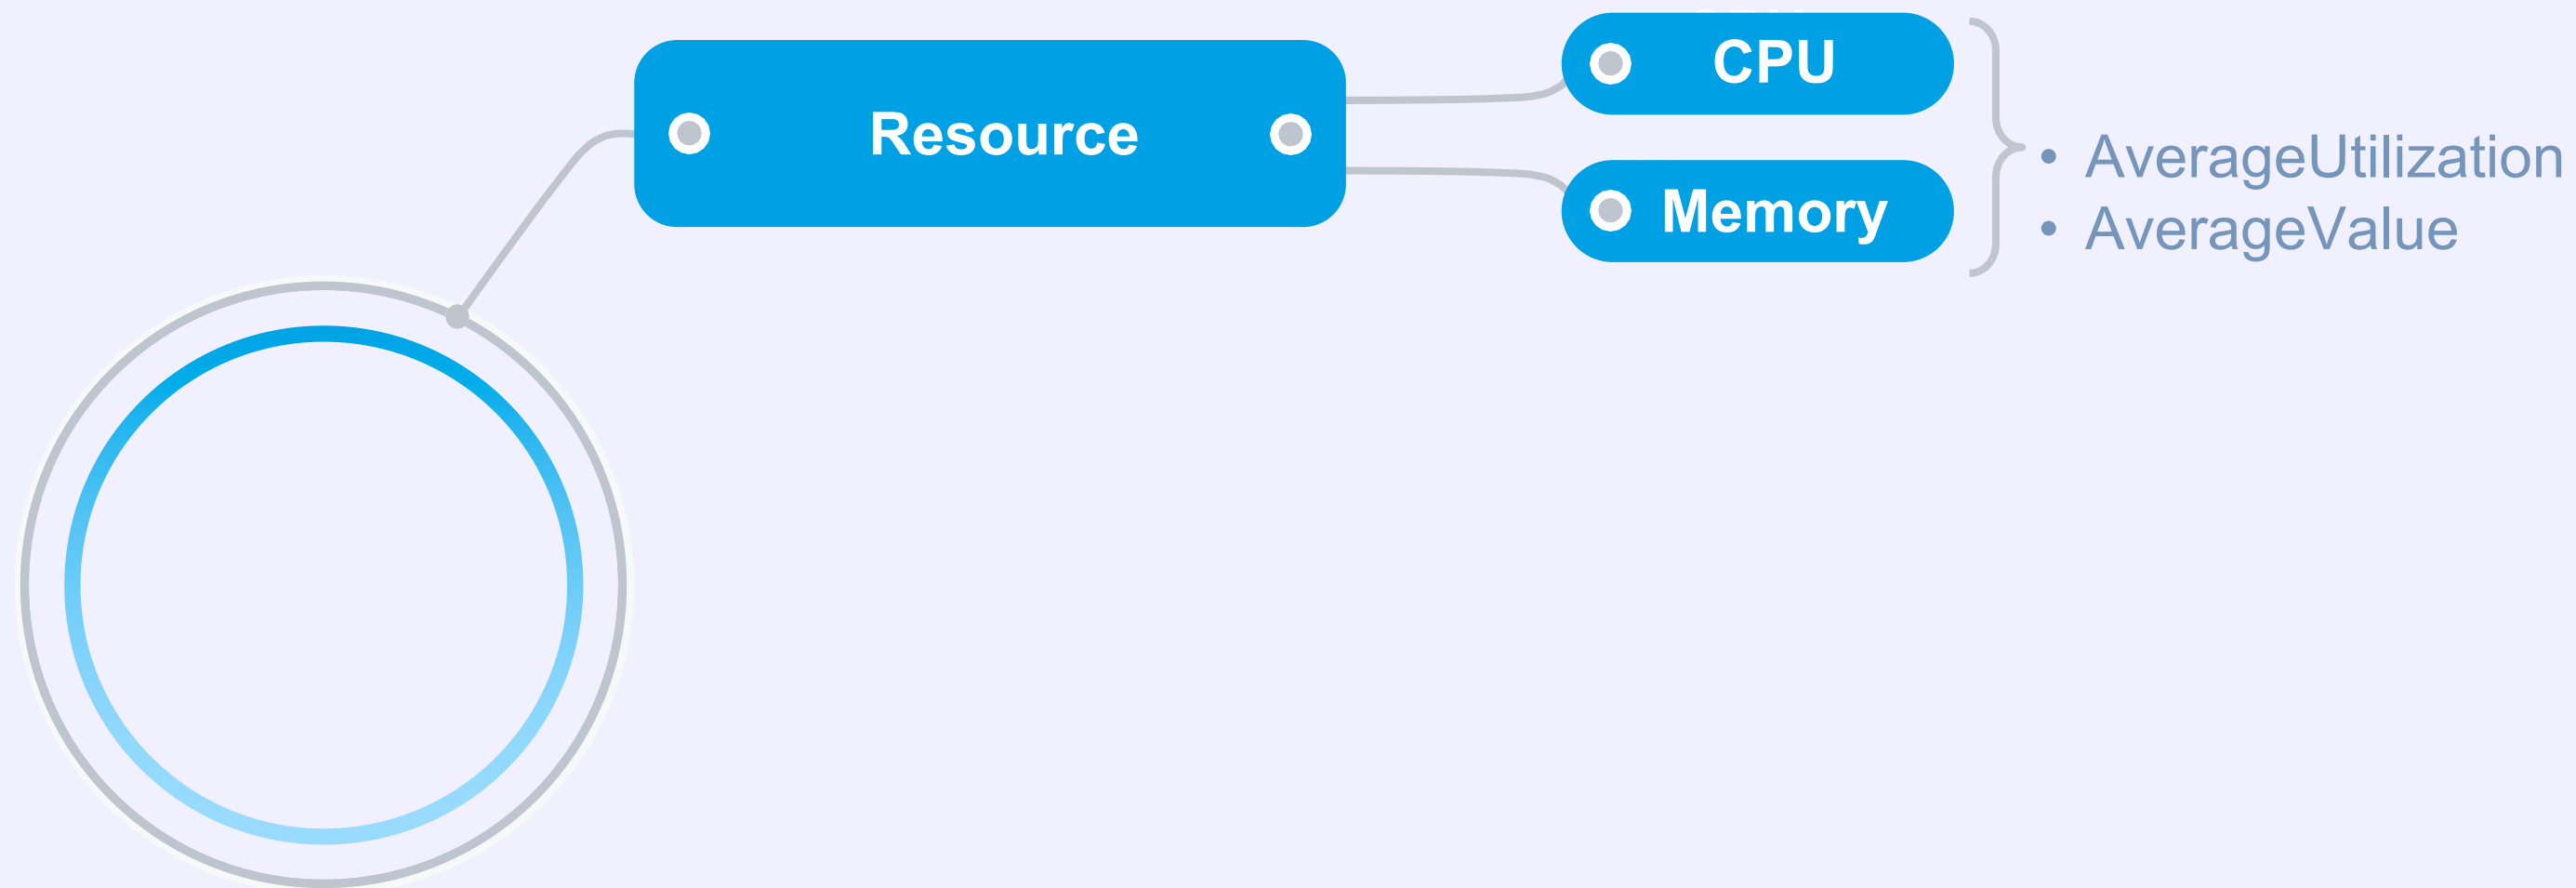 Resource
CPU
Memory
• AverageUtilization
• AverageValue